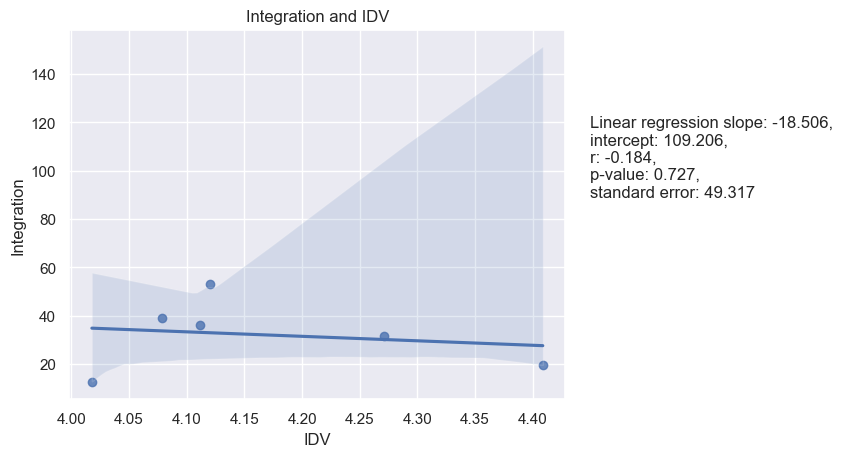 Integration and IDV
Integration
140
120
100
80
60
40
20
4.00 4.05 4.10 4.15 4.20 4.25 4.30 4.35 4.40
IDV
Linear regression slope: -18.506,
intercept: 109.206,
r: -0.184,
p-value: 0.727,
standard error: 49.317